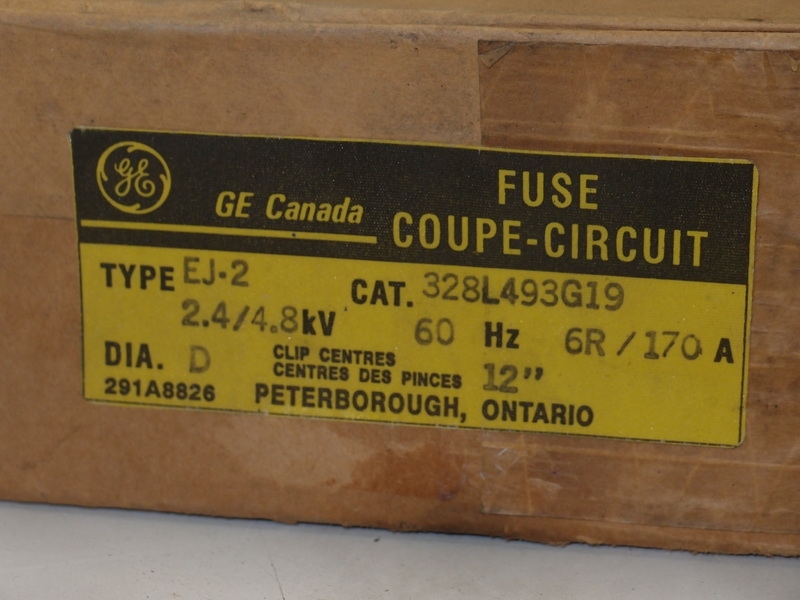 GE
GE Canada
FUSE
COUPE-CIRCUIT
TYPE EJ-2
CAT. 328L493G19
2.4/4.8kV 60 Hz 6R/170 A
DIA. D
CLIP CENTRES
CENTRES DES PINCES 12"
291A8826 PETERBOROUGH, ONTARIO